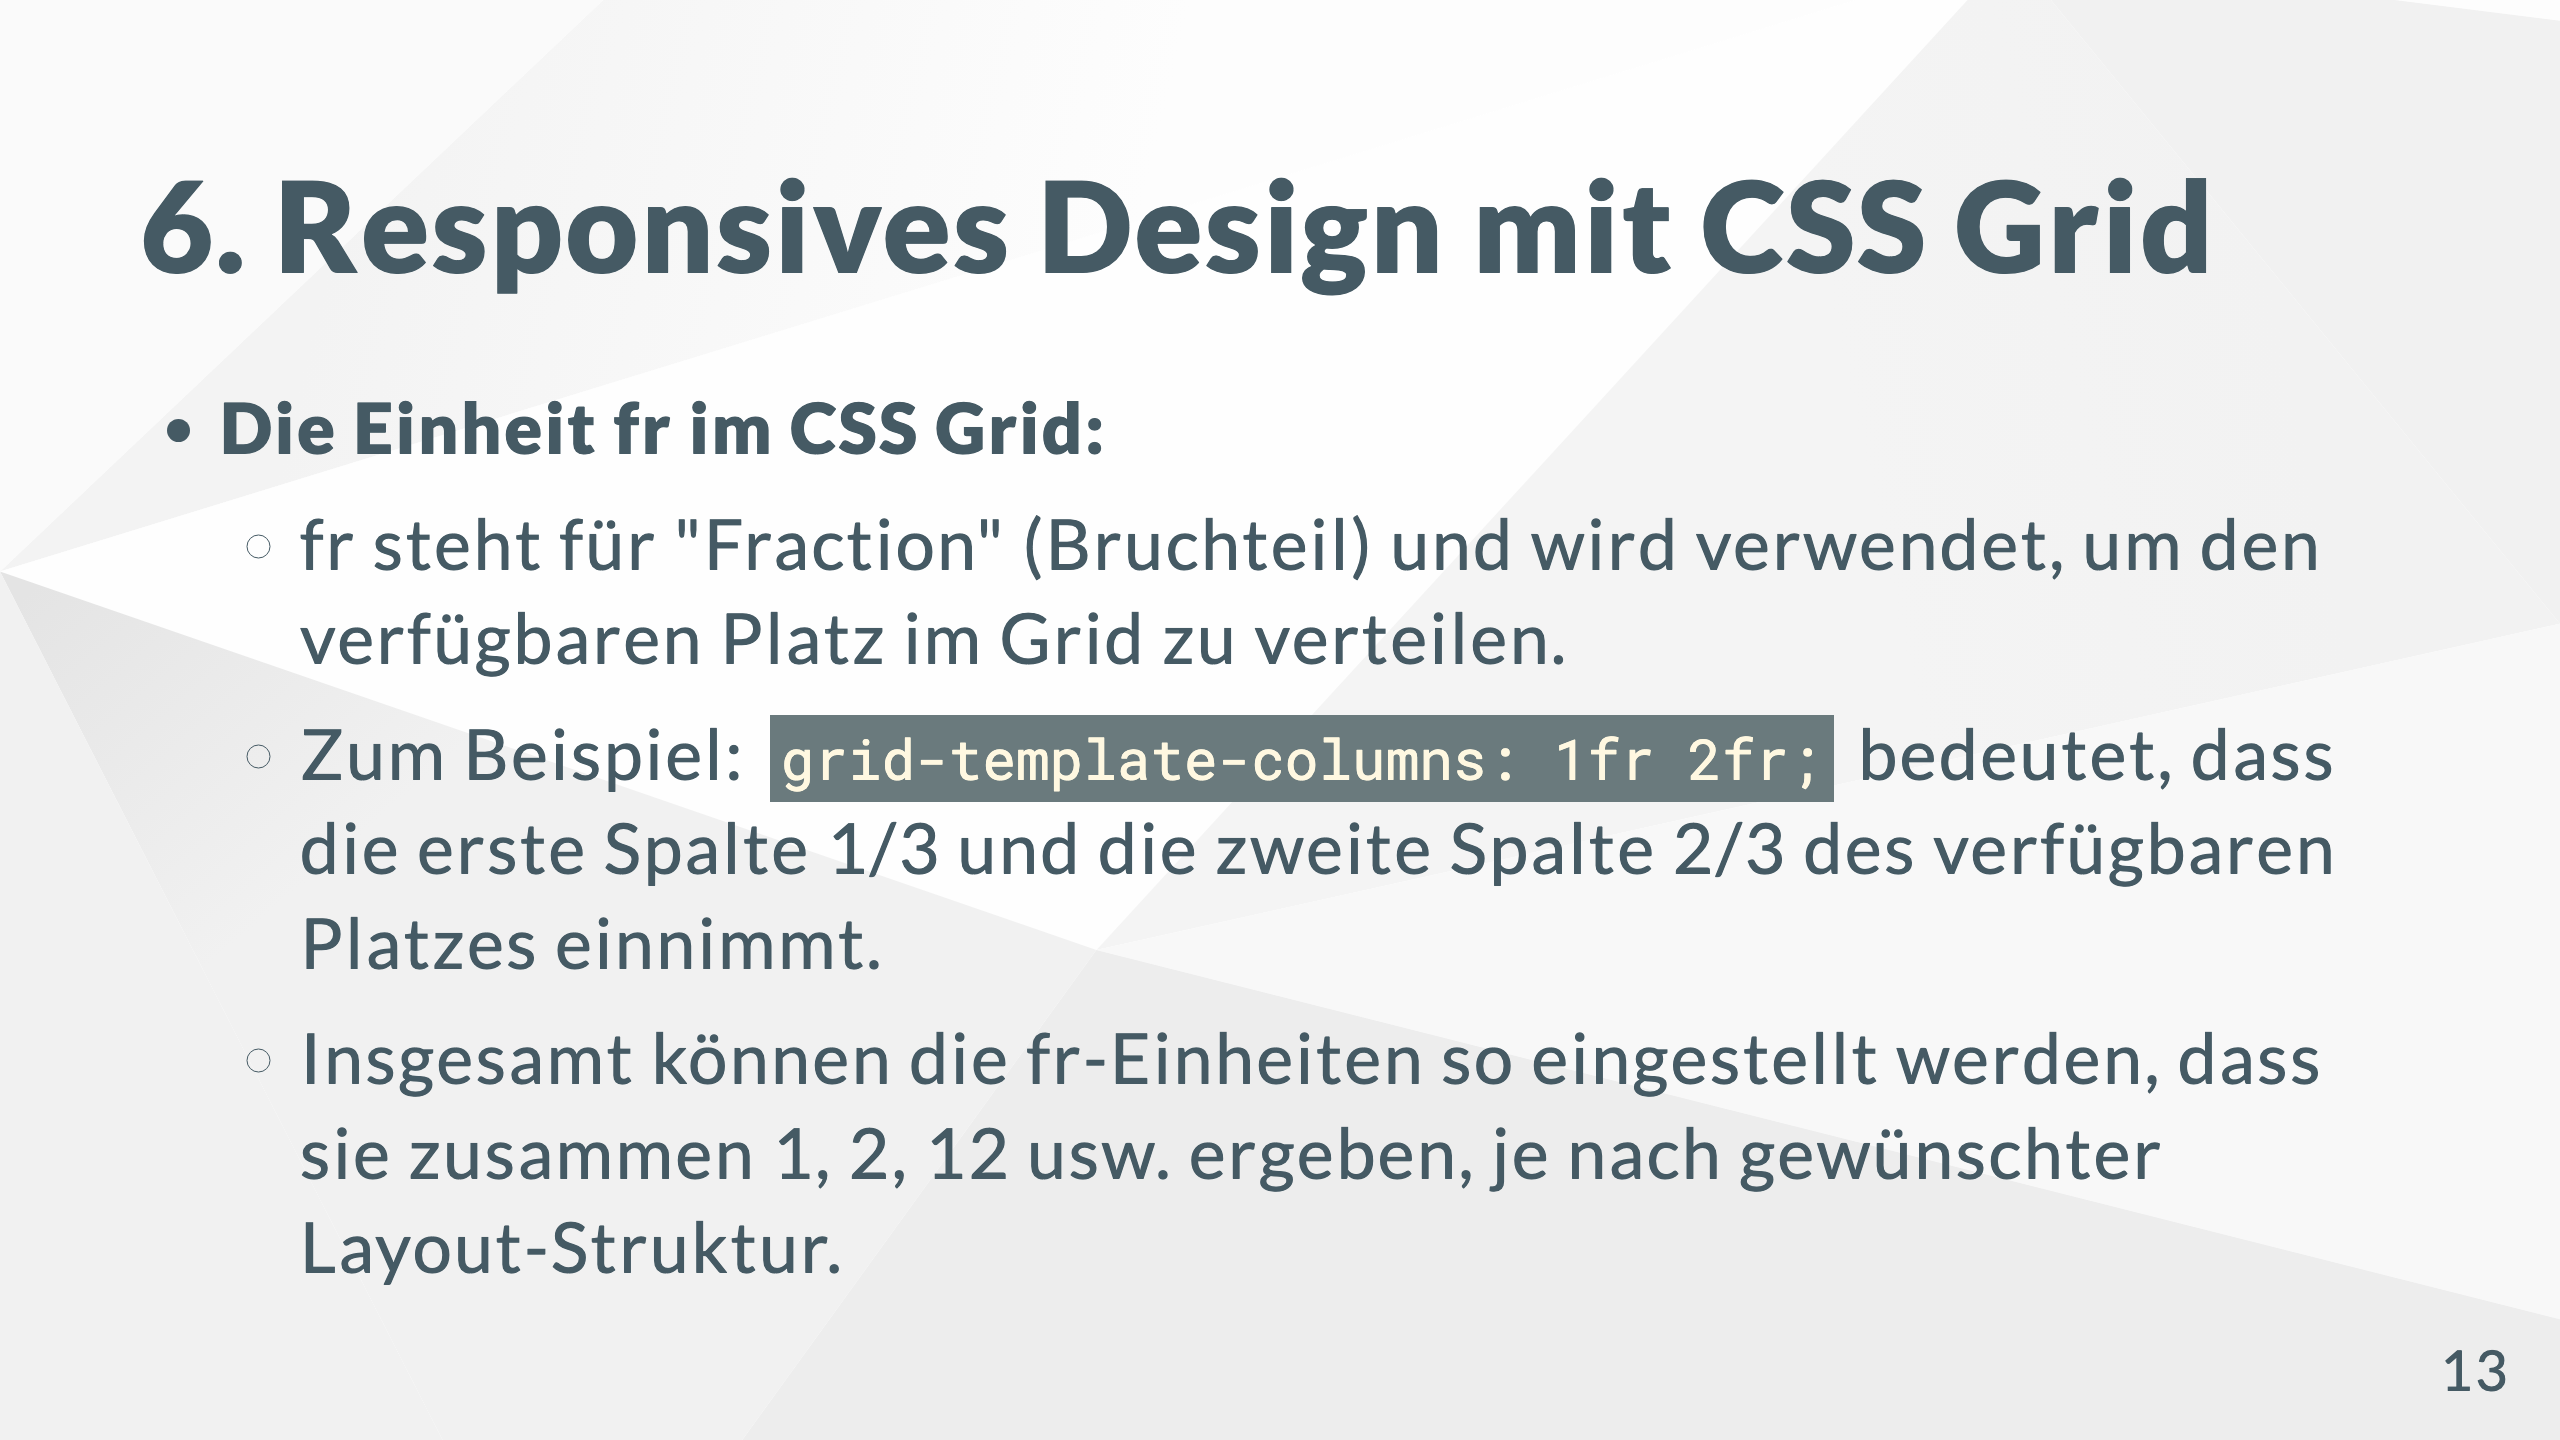 6. Responsives Design mit CSS Grid
• Die Einheit fr im CSS Grid:
○ fr steht für "Fraction" (Bruchteil) und wird verwendet, um den
verfügbaren Platz im Grid zu verteilen.
○ Zum Beispiel: grid-template-columns: 1fr 2fr; bedeutet, dass
die erste Spalte 1/3 und die zweite Spalte 2/3 des verfügbaren
Platzes einnimmt.
○ Insgesamt können die fr-Einheiten so eingestellt werden, dass
sie zusammen 1, 2, 12 usw. ergeben, je nach gewünschter
Layout-Struktur.
13